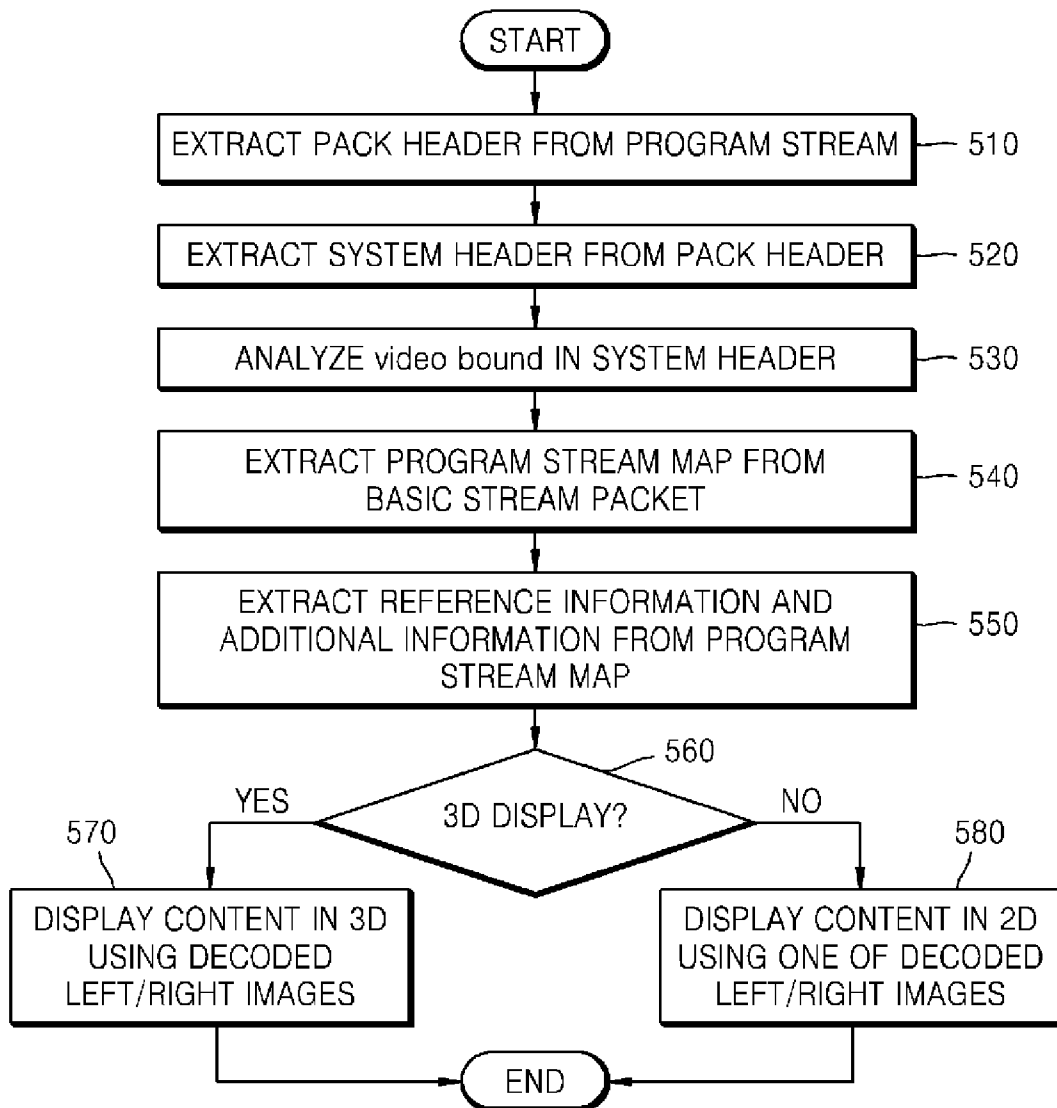 START
EXTRACT PACK HEADER FROM PROGRAM STREAM
510
EXTRACT SYSTEM HEADER FROM PACK HEADER
520
ANALYZE video bound IN SYSTEM HEADER
530
EXTRACT PROGRAM STREAM MAP FROM
BASIC STREAM PACKET
540
EXTRACT REFERENCE INFORMATION AND
ADDITIONAL INFORMATION FROM PROGRAM
STREAM MAP
550
560
3D DISPLAY?
YES
NO
570
DISPLAY CONTENT IN 3D
USING DECODED
LEFT/RIGHT IMAGES
580
DISPLAY CONTENT IN 2D
USING ONE OF DECODED
LEFT/RIGHT IMAGES
END